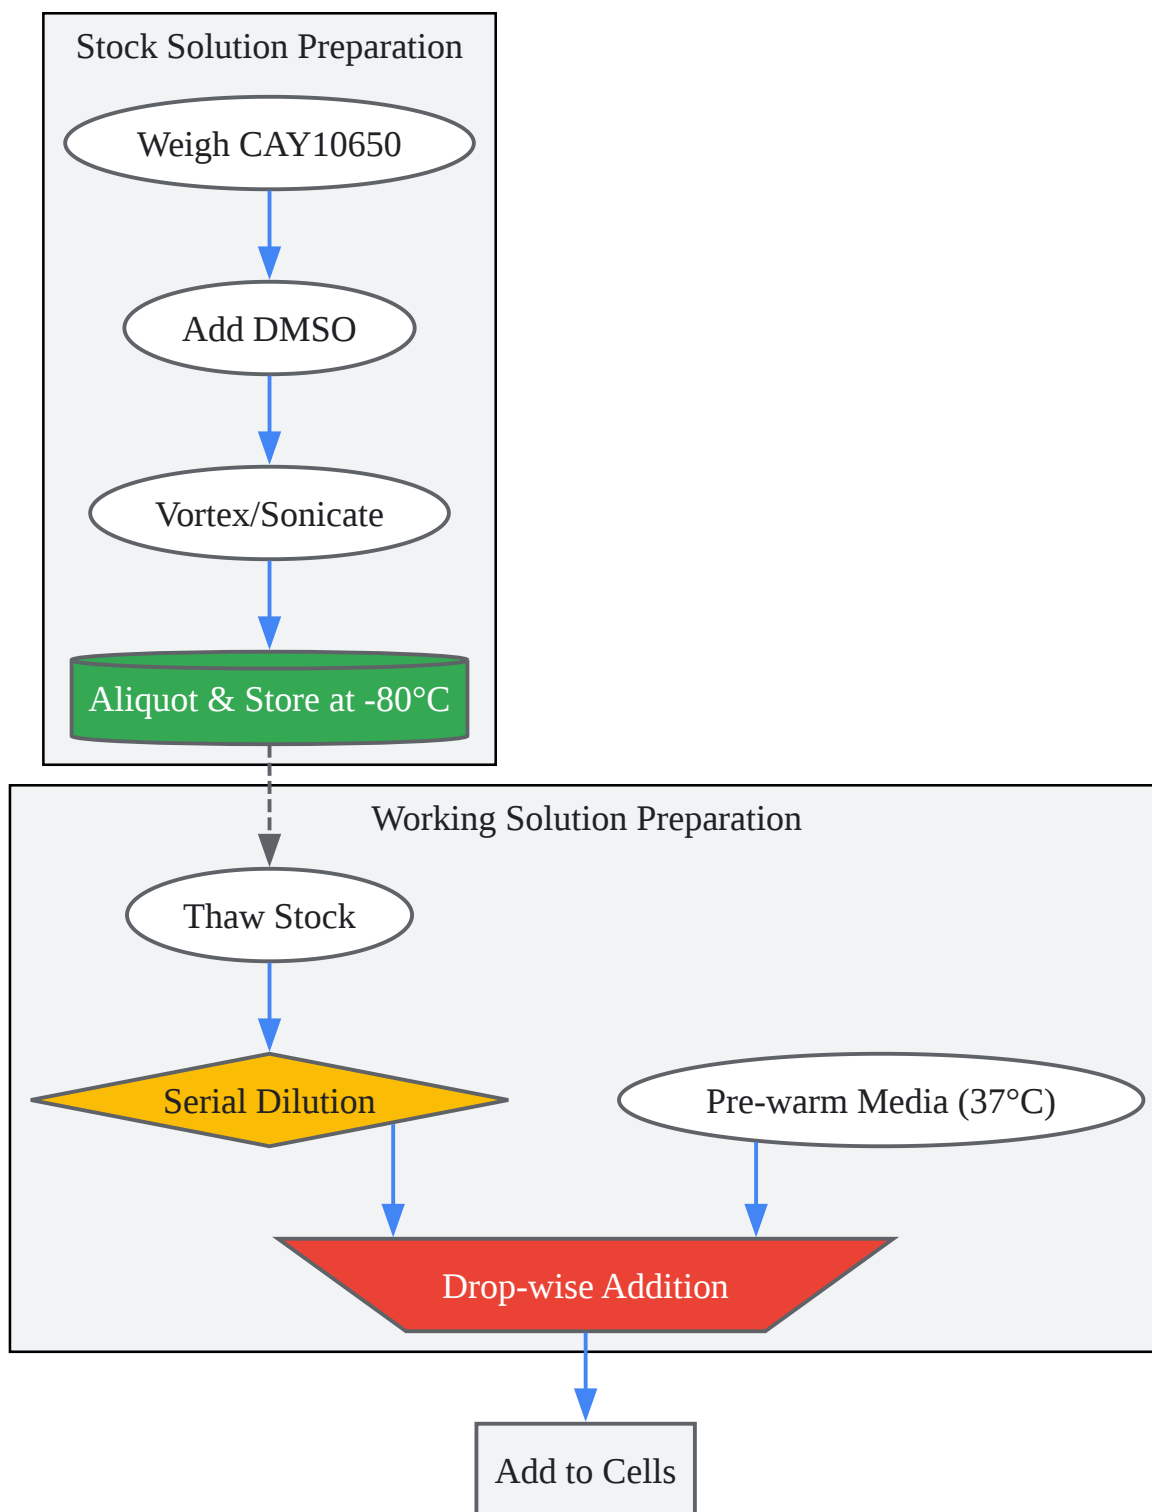 Stock Solution Preparation
Weigh CAY10650
Add DMSO
Vortex/Sonicate
Aliquot & Store at -80°C
Working Solution Preparation
Thaw Stock
Serial Dilution
Pre-warm Media (37°C)
Drop-wise Addition
Add to Cells